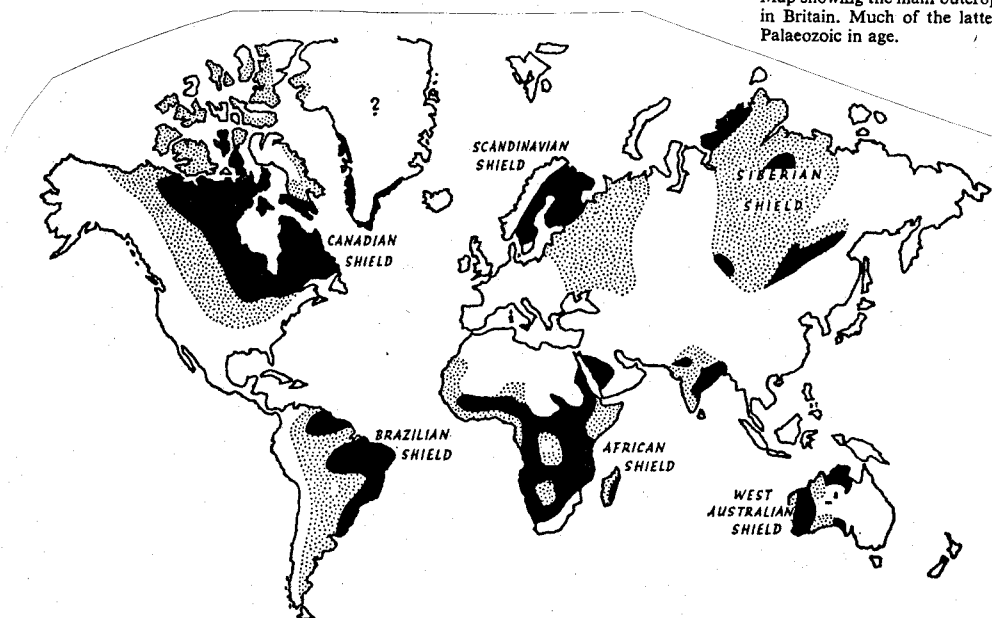 Map showing the main outcrop
in Britain. Much of the latte
Palaeozoic in age.
?
SCANDINAVIAN
SHIELD
SIBERIAN
SHIELD
CANADIAN
SHIELD
BRAZILIAN
SHIELD
AFRICAN
SHIELD
WEST
AUSTRALIAN
SHIELD